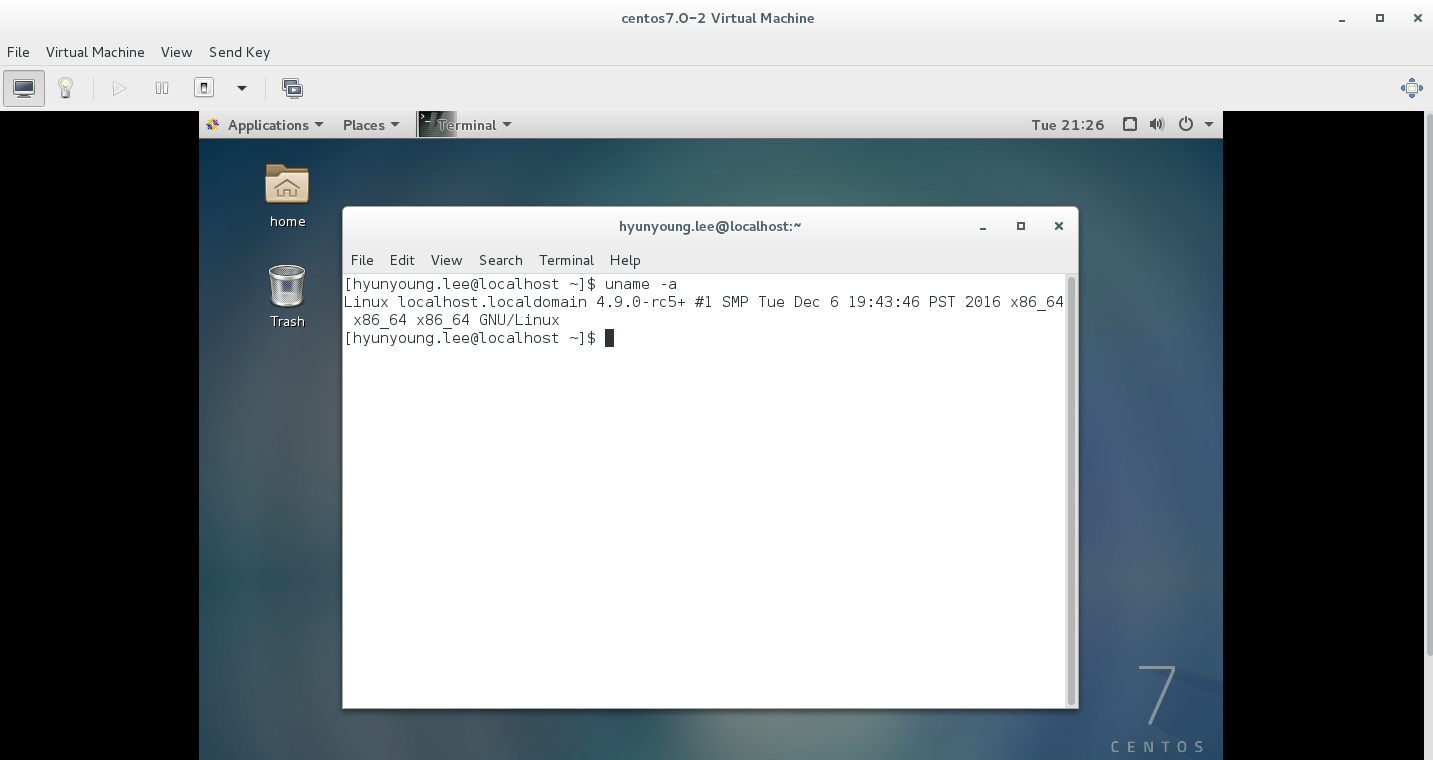 centos7.0-2 Virtual Machine
File Virtual Machine View Send Key
Applications Places Terminal Tue 21:26
home
Trash
hyunyoung.lee@localhost:~
File Edit View Search Terminal Help
[hyunyoung.lee@localhost ~]$ uname -a
Linux localhost.localdomain 4.9.0-rc5+ #1 SMP Tue Dec 6 19:43:46 PST 2016 x86_64
 x86_64 x86_64 GNU/Linux
[hyunyoung.lee@localhost ~]$
7
CENTOS